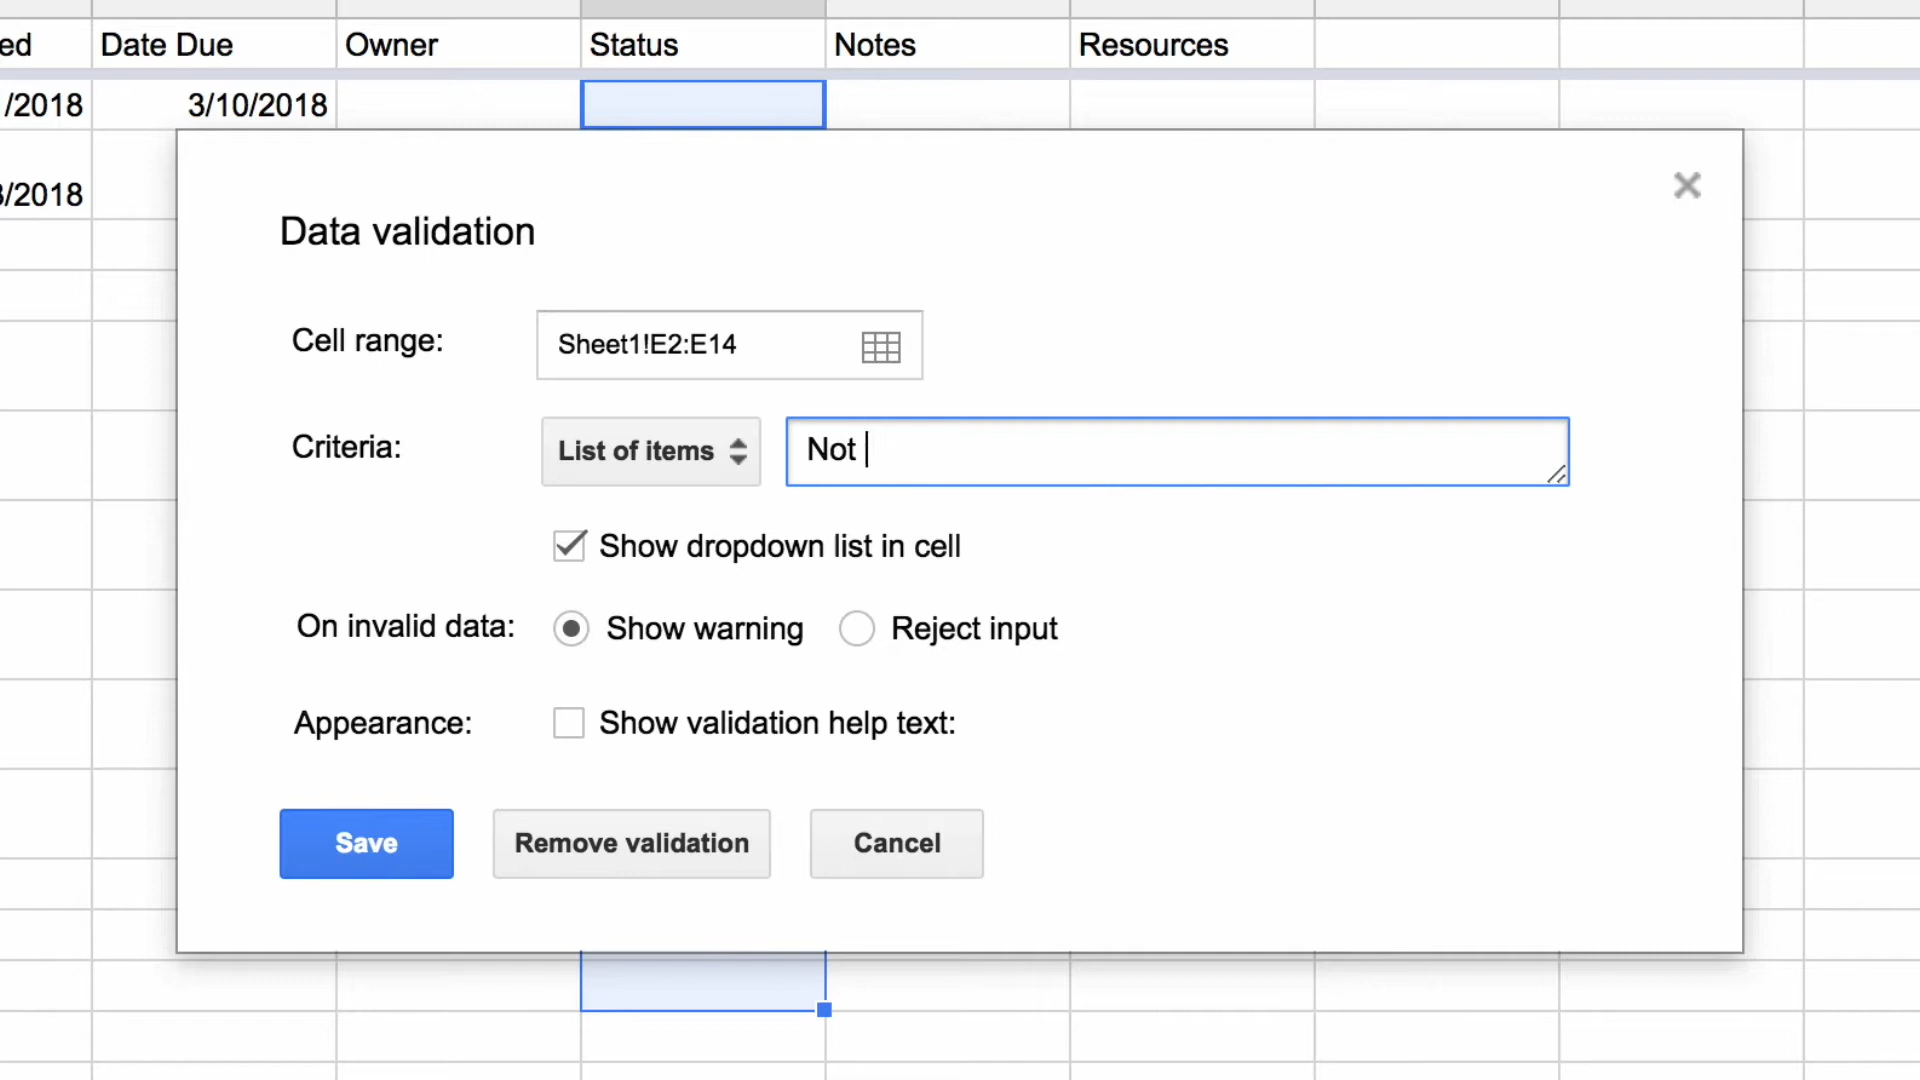 ed Date Due Owner Status Notes Resources
/2018 3/10/2018
/2018
Data validation
Cell range: Sheet1!E2:E14
Criteria: List of items Not
Show dropdown list in cell
On invalid data: Show warning Reject input
Appearance: Show validation help text:
Save Remove validation Cancel